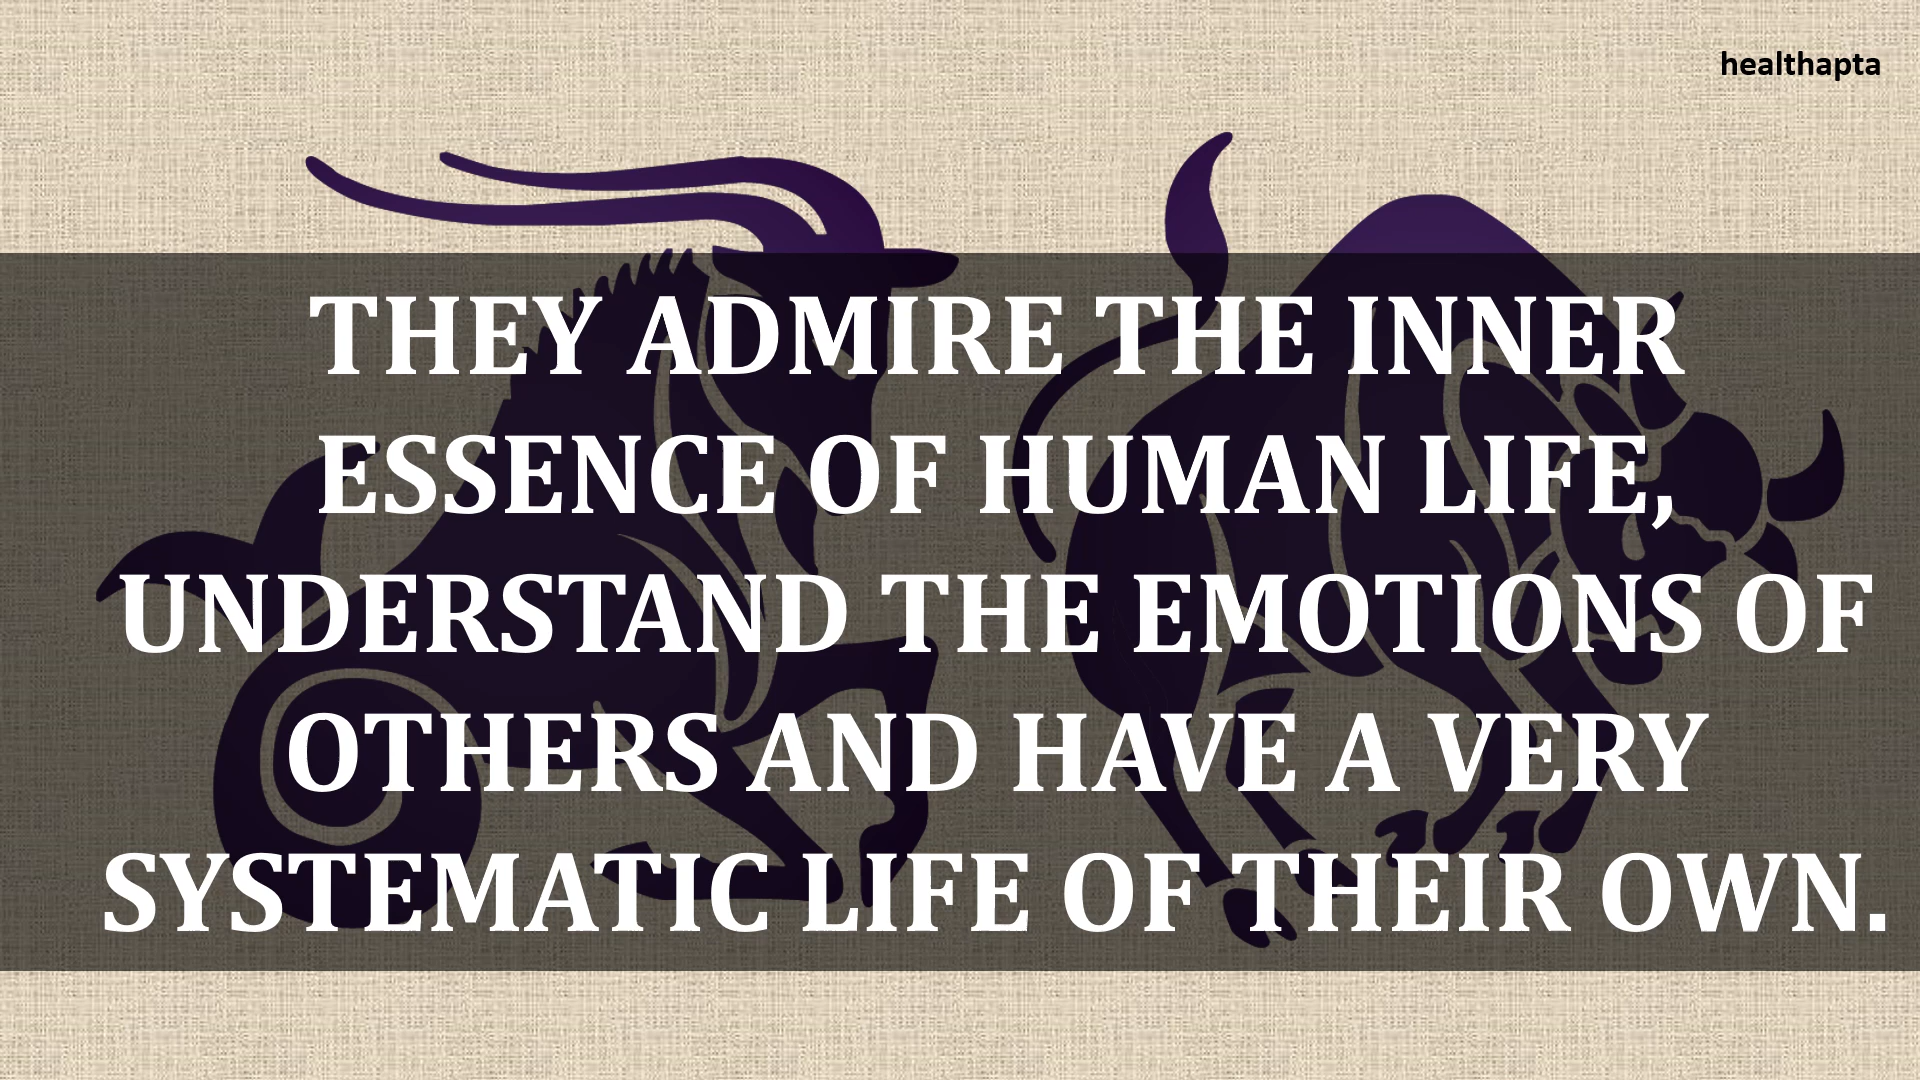 healthapta
THEY ADMIRE THE INNER
ESSENCE OF HUMAN LIFE,
UNDERSTAND THE EMOTIONS OF
OTHERS AND HAVE A VERY
SYSTEMATIC LIFE OF THEIR OWN.